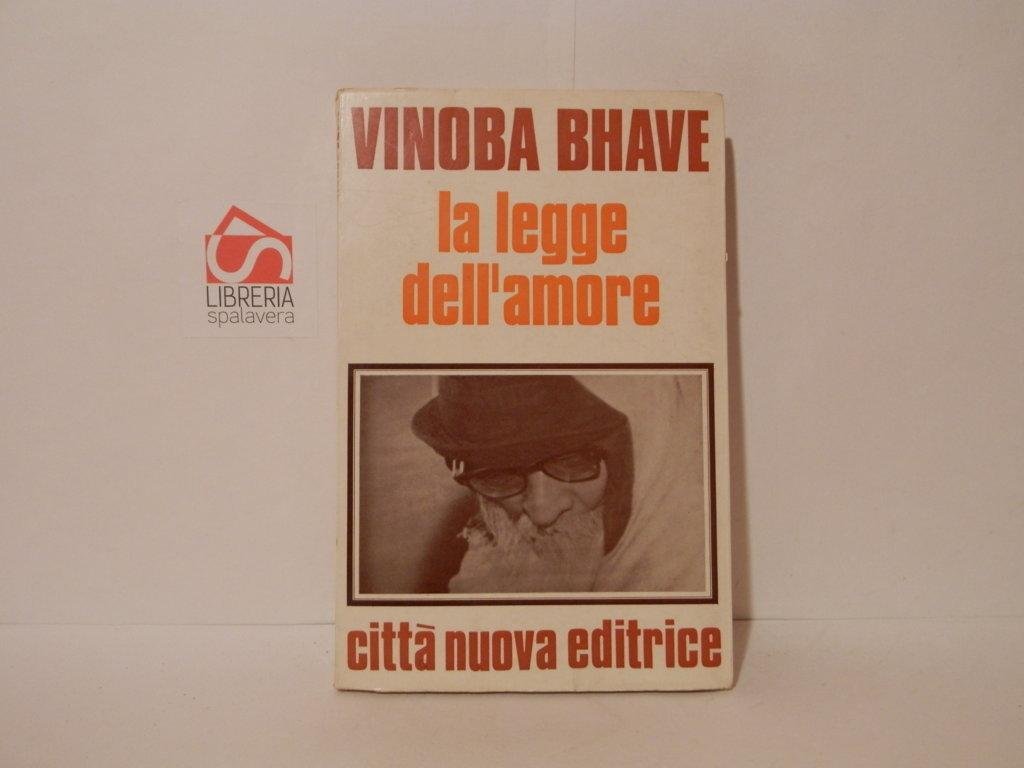 VINOBA BHAVE
la legge
dell'amore
LIBRERIA
spalavera
città nuova editrice